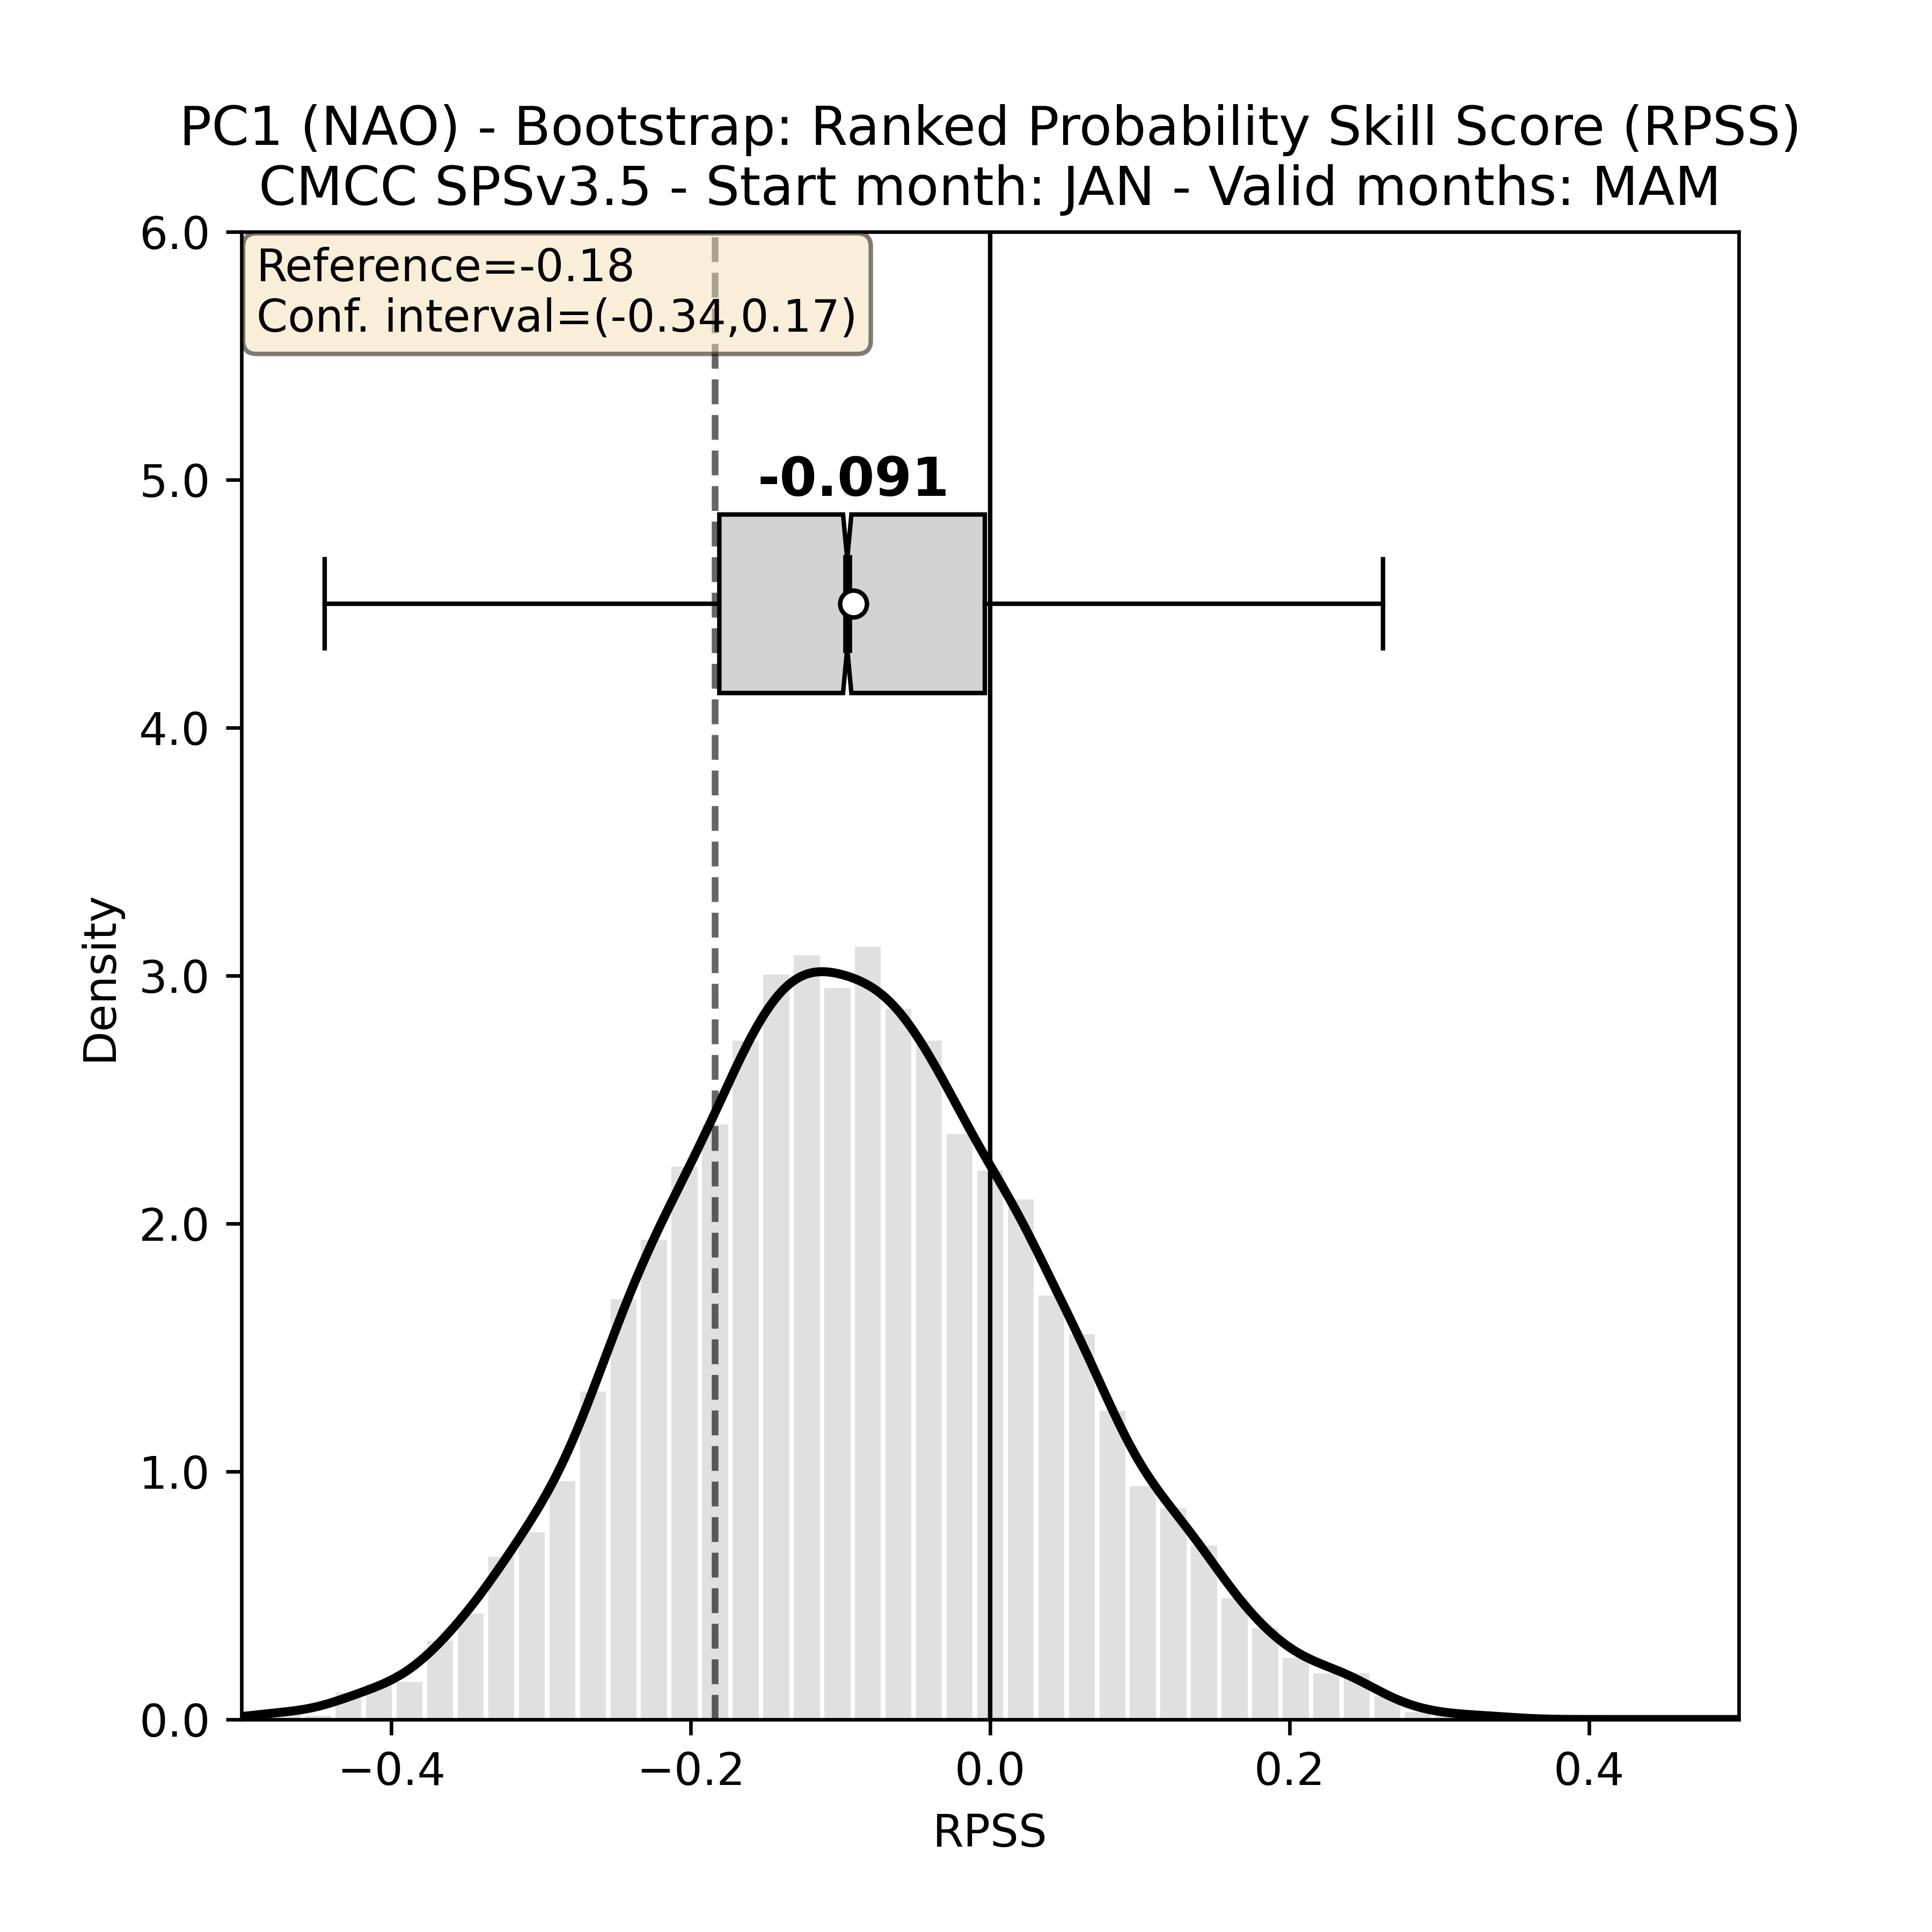 PC1 (NAO) - Bootstrap: Ranked Probability Skill Score (RPSS)
CMCC SPSv3.5 - Start month: JAN - Valid months: MAM
6.0
Reference=-0.18
Conf. interval=(-0.34,0.17)
5.0
-0.091
4.0
Density
3.0
2.0
1.0
0.0
−0.4 −0.2 0.0 0.2 0.4
RPSS